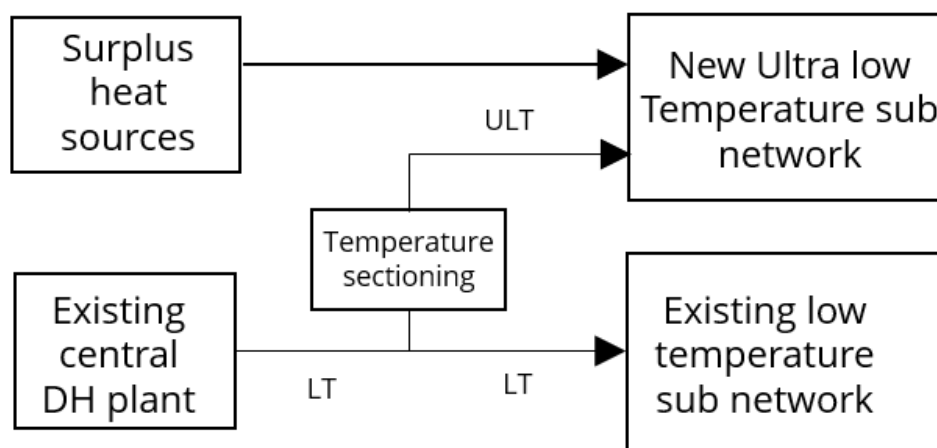 Surplus
heat
sources
New Ultra low
Temperature sub
network
ULT
Temperature
sectioning
Existing
central
DH plant
LT
LT
Existing low
temperature
sub network